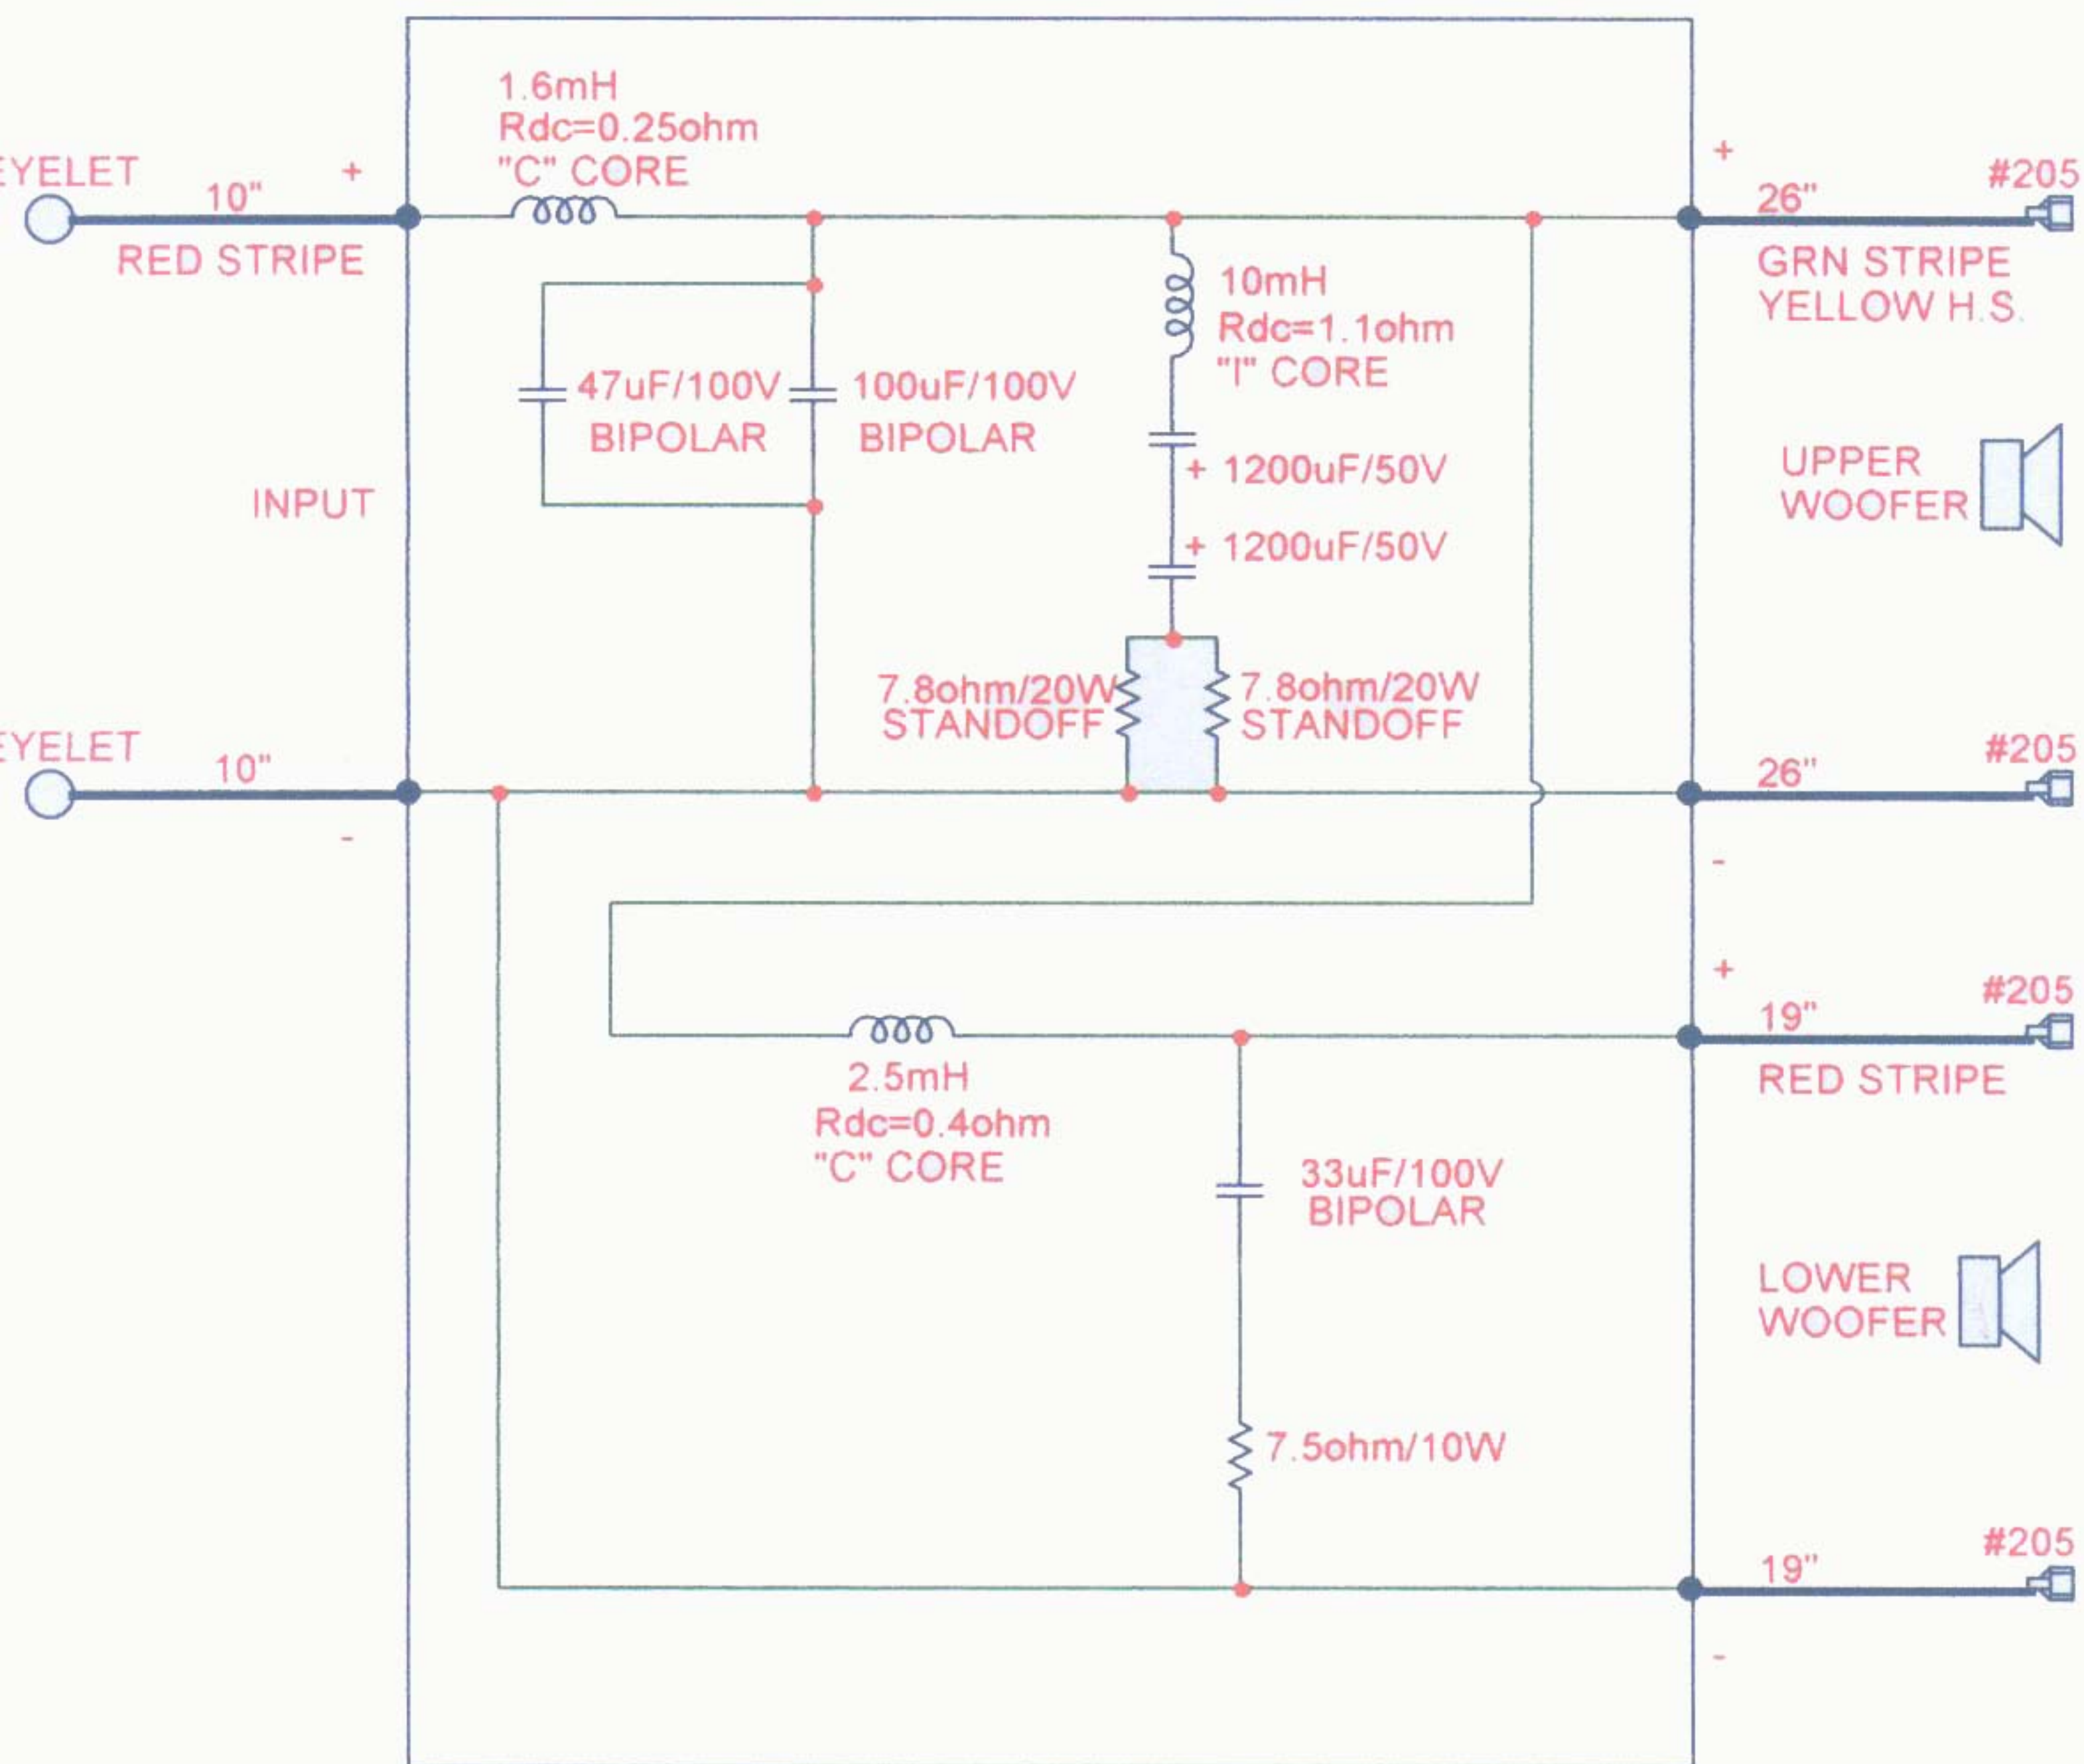 1.6mH
Rdc=0.25ohm
"C" CORE
EYELET
10"
+
RED STRIPE
+
26"
#205
GRN STRIPE
YELLOW H.S.
10mH
Rdc=1.1ohm
"I" CORE
47uF/100V
BIPOLAR
100uF/100V
BIPOLAR
+ 1200uF/50V
+ 1200uF/50V
INPUT
UPPER
WOOFER
7.8ohm/20W
STANDOFF
7.8ohm/20W
STANDOFF
EYELET
10"
-
26"
#205
-
2.5mH
Rdc=0.4ohm
"C" CORE
+
19"
#205
RED STRIPE
33uF/100V
BIPOLAR
LOWER
WOOFER
7.5ohm/10W
19"
#205
-